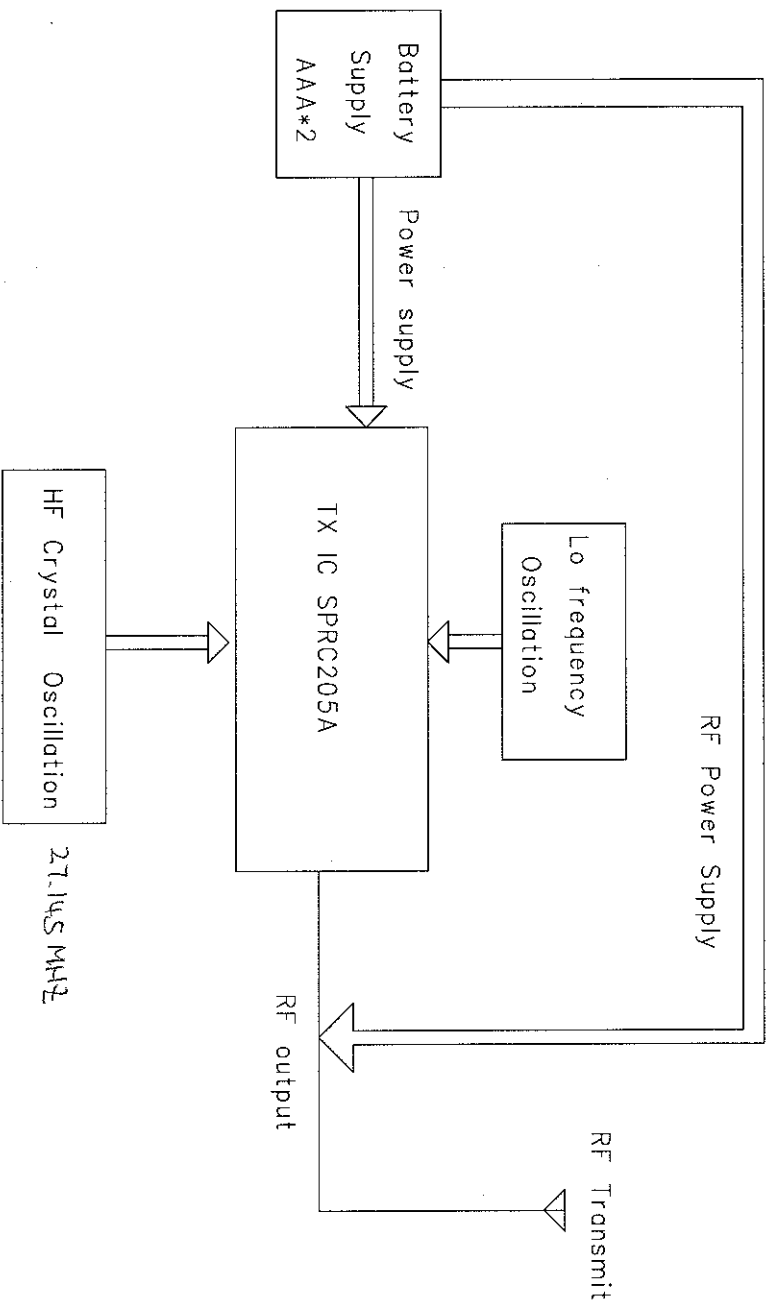 RF Transmit
RF Power Supply
Battery
Supply
AAA*2
Power supply
Lo frequency
Oscillation
TX IC SPRC205A
RF output
HF Crystal Oscillation
27.145 MHZ